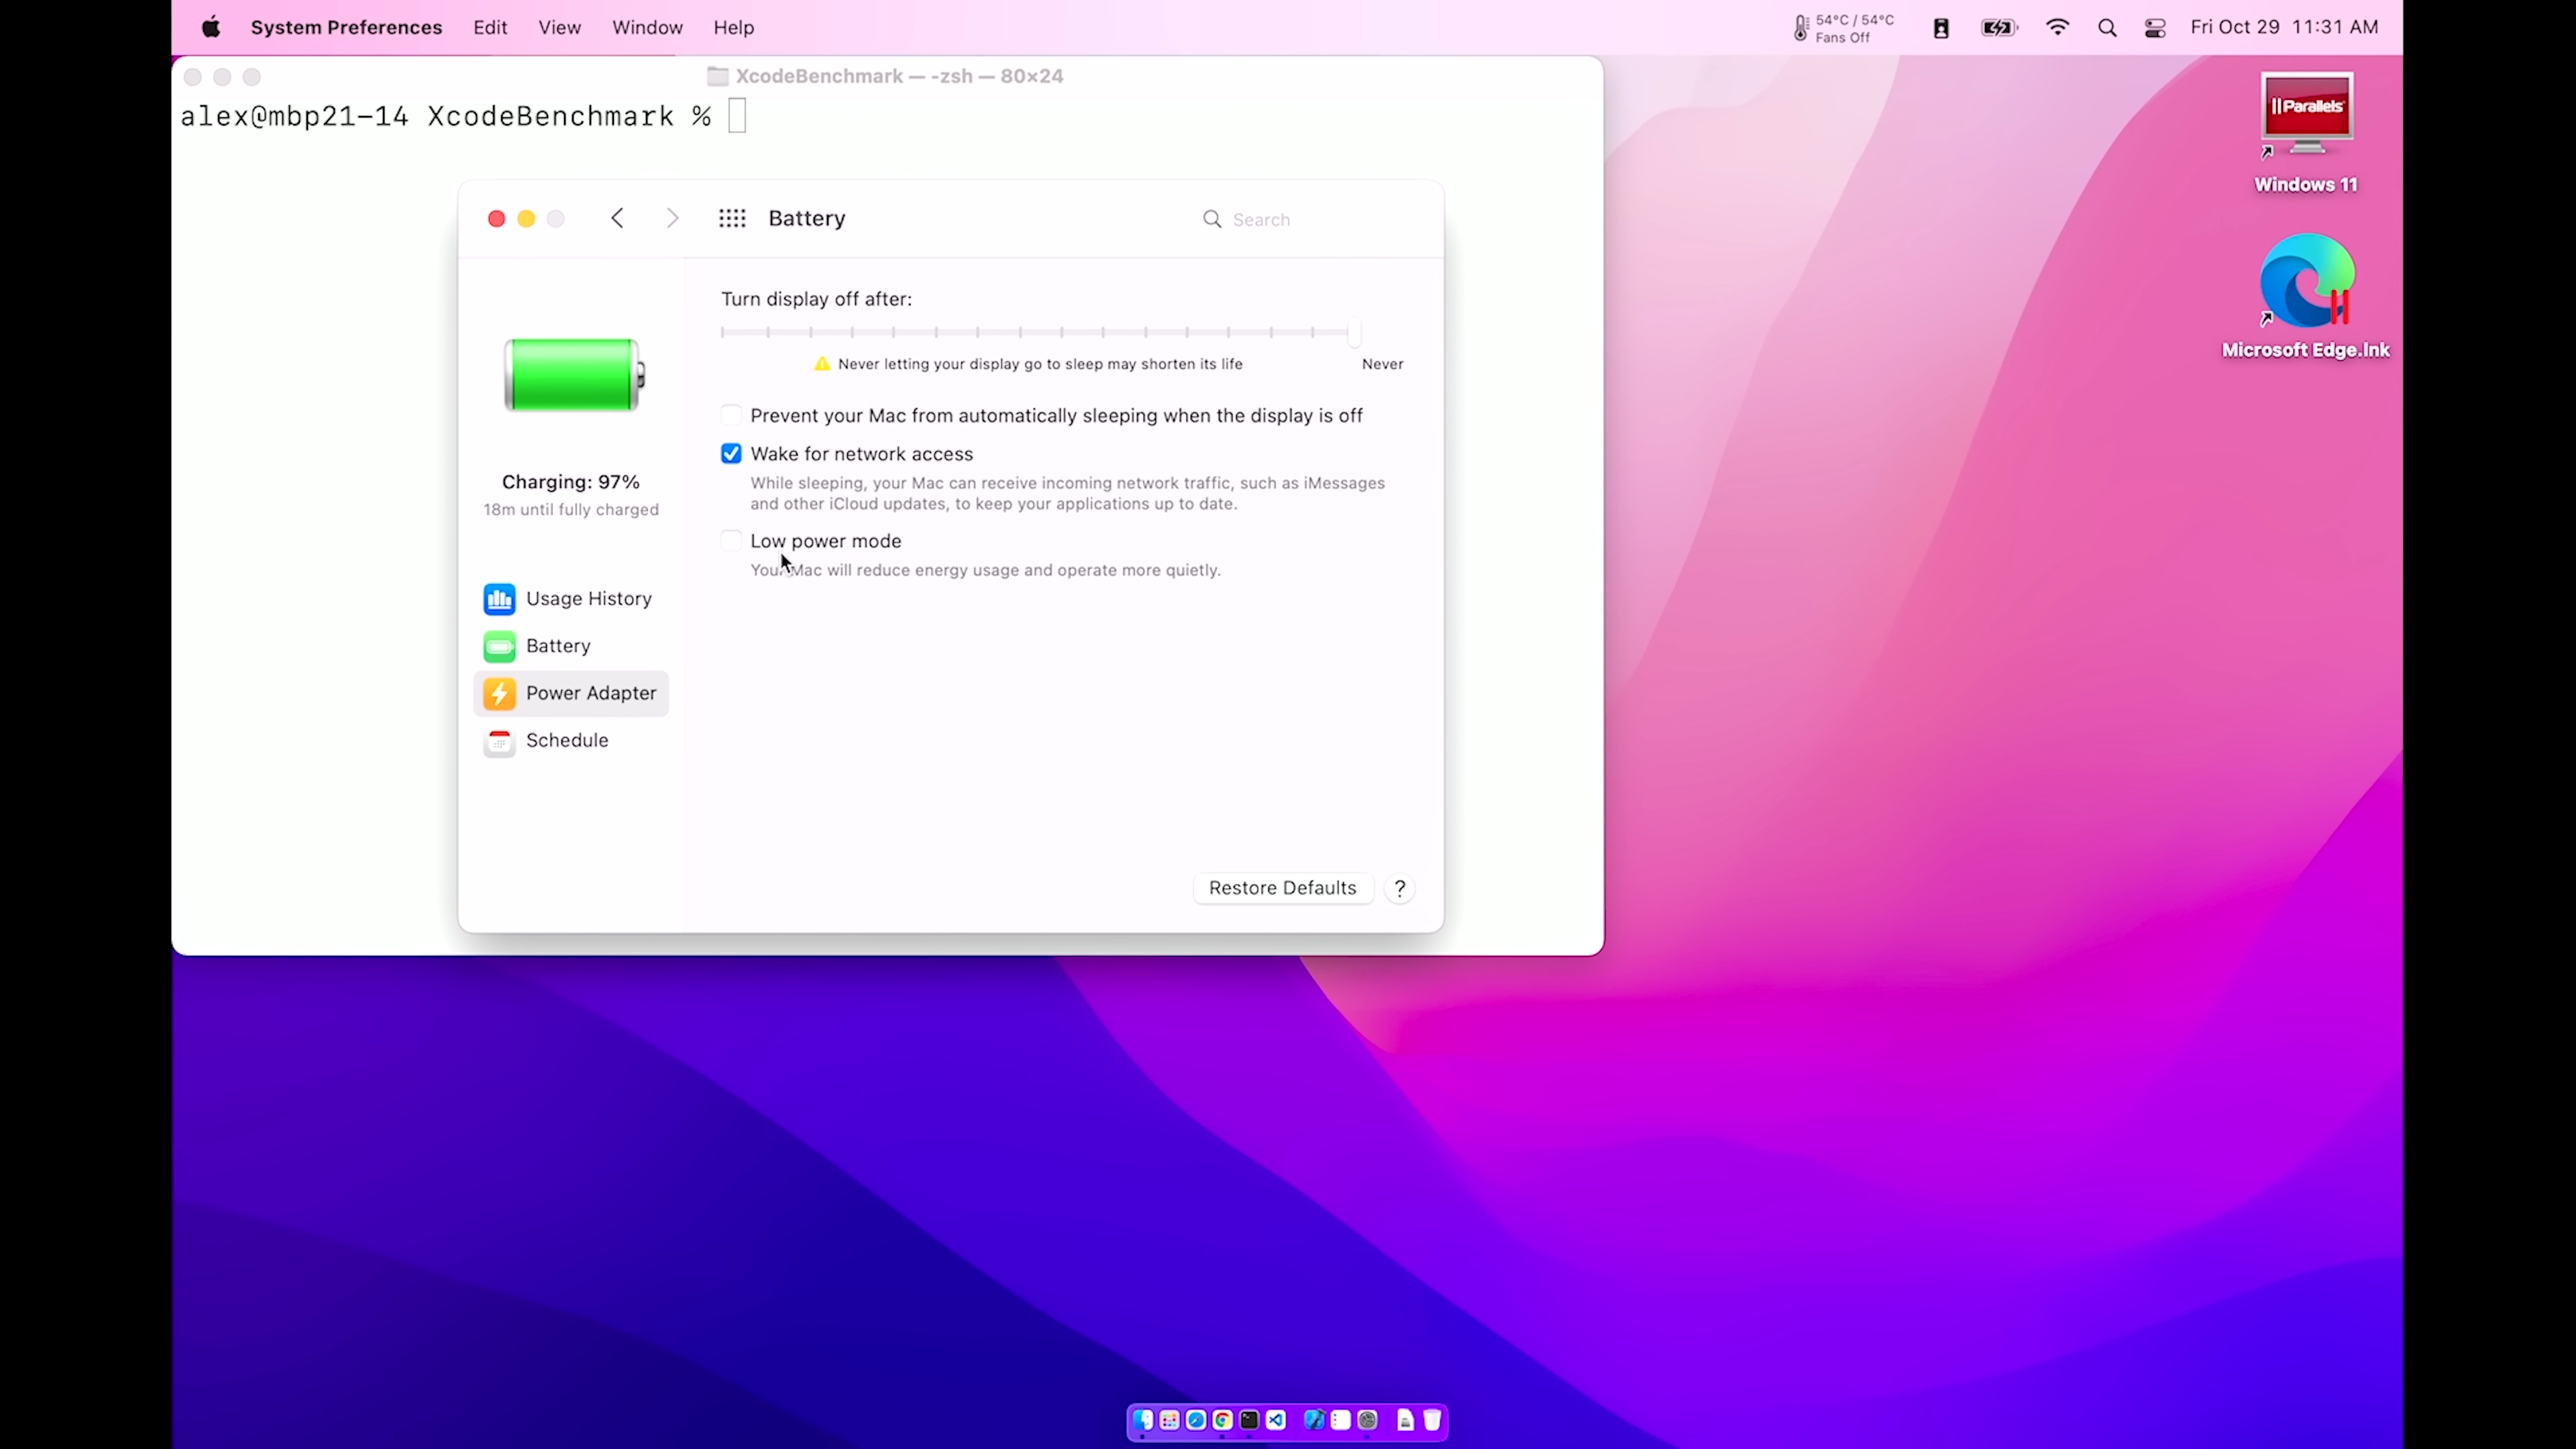 System Preferences Edit View Window Help
54°C / 54°C
Fans Off
Fri Oct 29 11:31 AM
XcodeBenchmark — -zsh — 80×24
alex@mbp21-14 XcodeBenchmark %
Parallels
Windows 11
Microsoft Edge.lnk
Battery
Search
Turn display off after:
Never letting your display go to sleep may shorten its life
Never
Prevent your Mac from automatically sleeping when the display is off
Wake for network access
While sleeping, your Mac can receive incoming network traffic, such as iMessages
and other iCloud updates, to keep your applications up to date.
Low power mode
Your Mac will reduce energy usage and operate more quietly.
Charging: 97%
18m until fully charged
Usage History
Battery
Power Adapter
Schedule
Restore Defaults ?